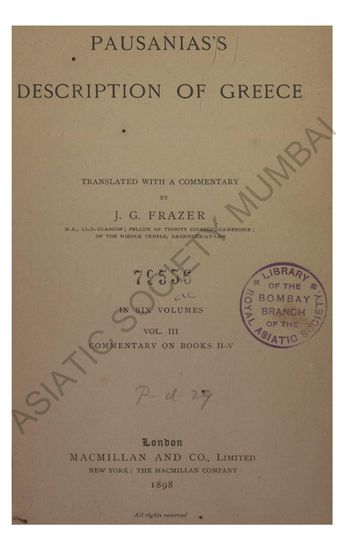 PAUSANIAS'S
DESCRIPTION OF GREECE
TRANSLATED WITH A COMMENTARY
BY
J. G. FRAZER
M.A., LL.D. GLASGOW; FELLOW OF TRINITY COLLEGE, CAMBRIDGE;
OF THE MIDDLE TEMPLE, BARRISTER-AT-LAW
IN SIX VOLUMES
VOL. III
COMMENTARY ON BOOKS II-V
LIBRARY
OF THE
BOMBAY
BRANCH
OF THE
ROYAL ASIATIC SOCIETY
P-d-29
London
MACMILLAN AND CO., LIMITED
NEW YORK: THE MACMILLAN COMPANY
1898
All rights reserved
ASIATIC SOCIETY MUMBAI